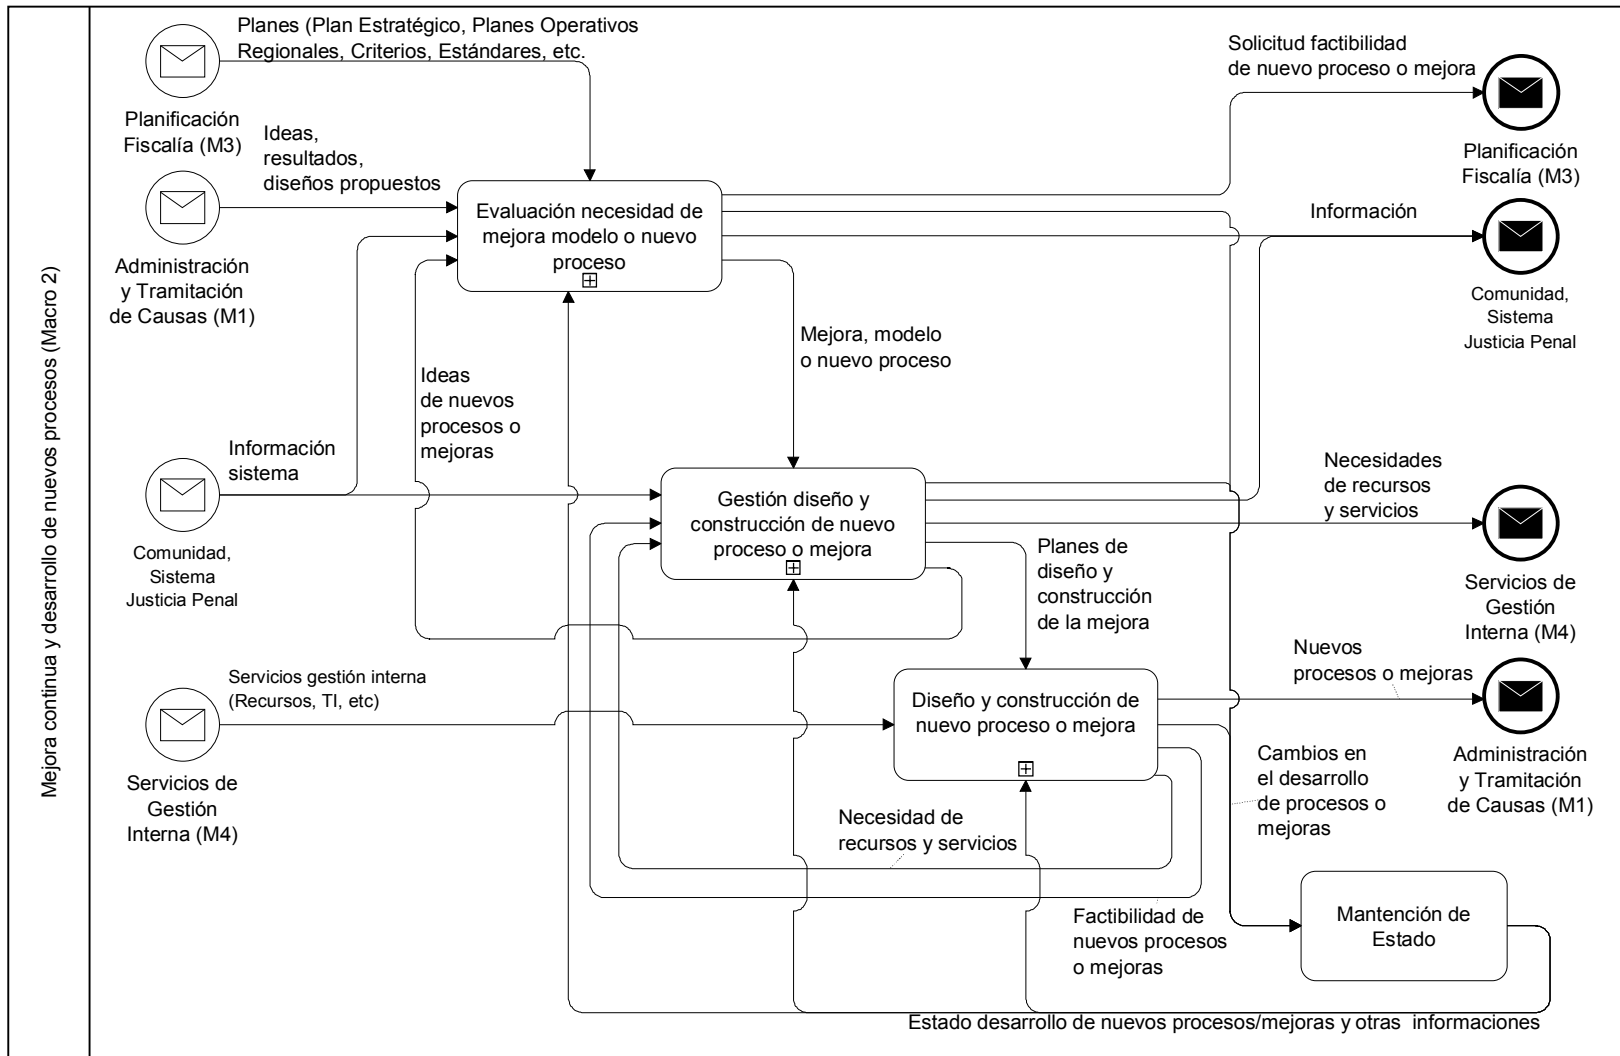 Mejora continua y desarrollo de nuevos procesos (Macro 2)
Planes (Plan Estratégico, Planes Operativos
Regionales, Criterios, Estándares, etc.
Planificación
Fiscalía (M3)
Ideas,
resultados,
diseños propuestos
Administración
y Tramitación
de Causas (M1)
Evaluación necesidad de
mejora modelo o nuevo
proceso
Solicitud factibilidad
de nuevo proceso o mejora
Planificación
Fiscalía (M3)
Información
Comunidad,
Sistema
Justicia Penal
Mejora, modelo
o nuevo proceso
Ideas
de nuevos
procesos o
mejoras
Información
sistema
Comunidad,
Sistema
Justicia Penal
Gestión diseño y
construcción de nuevo
proceso o mejora
Necesidades
de recursos
y servicios
Servicios de
Gestión
Interna (M4)
Planes de
diseño y
construcción
de la mejora
Servicios gestión interna
(Recursos, TI, etc)
Servicios de
Gestión
Interna (M4)
Diseño y construcción de
nuevo proceso o mejora
Nuevos
procesos o mejoras
Administración
y Tramitación
de Causas (M1)
Cambios en
el desarrollo
de procesos o
mejoras
Necesidad de
recursos y servicios
Factibilidad de
nuevos procesos
o mejoras
Mantención de
Estado
Estado desarrollo de nuevos procesos/mejoras y otras informaciones